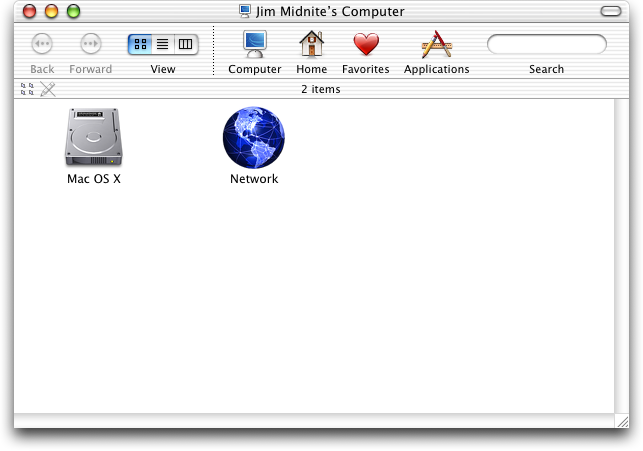 Jim Midnite's Computer
Back Forward View Computer Home Favorites Applications Search
2 items
Mac OS X Network